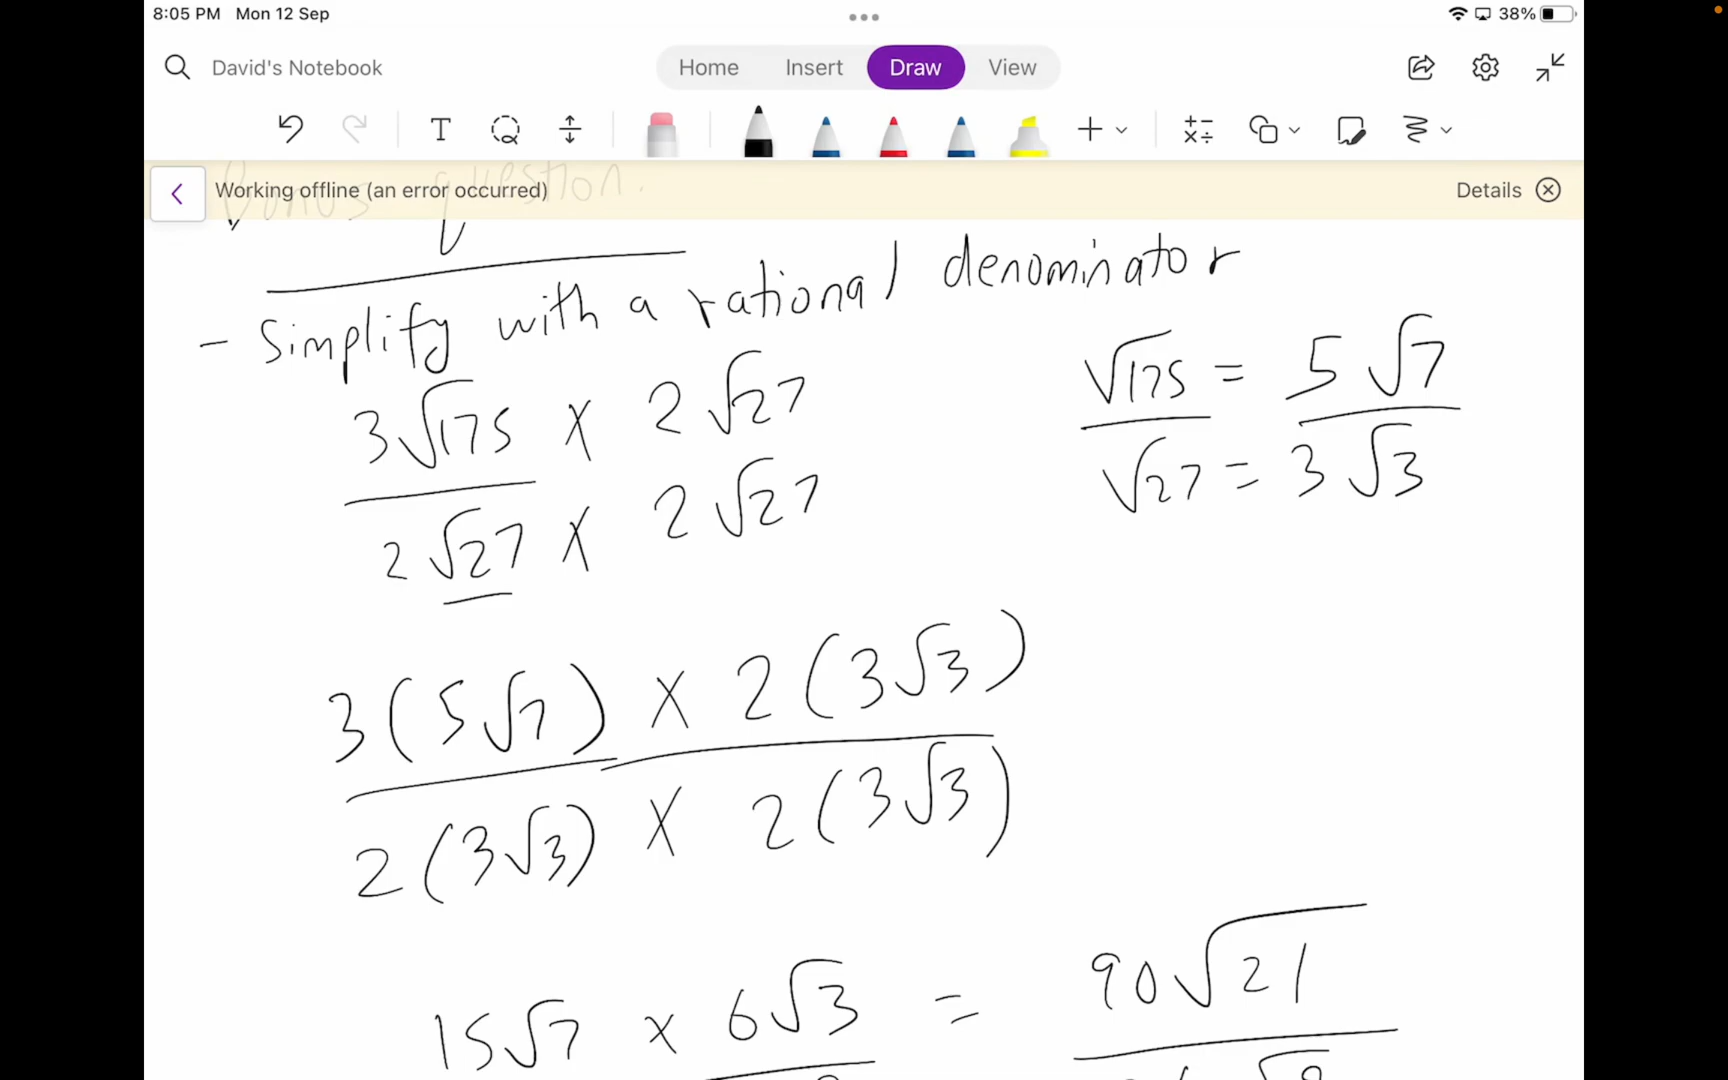 8:05 PM Mon 12 Sep
38%
David's Notebook
Home Insert Draw View
T
Bonus question.
Working offline (an error occurred)
Details
- Simplify with a rational denominator
3√175 × 2√27
2√27 × 2√27
√175 = 5√7
√27 = 3√3
3(5√7) × 2(3√3)
2(3√3) × 2(3√3)
15√7 × 6√3 = 90√21